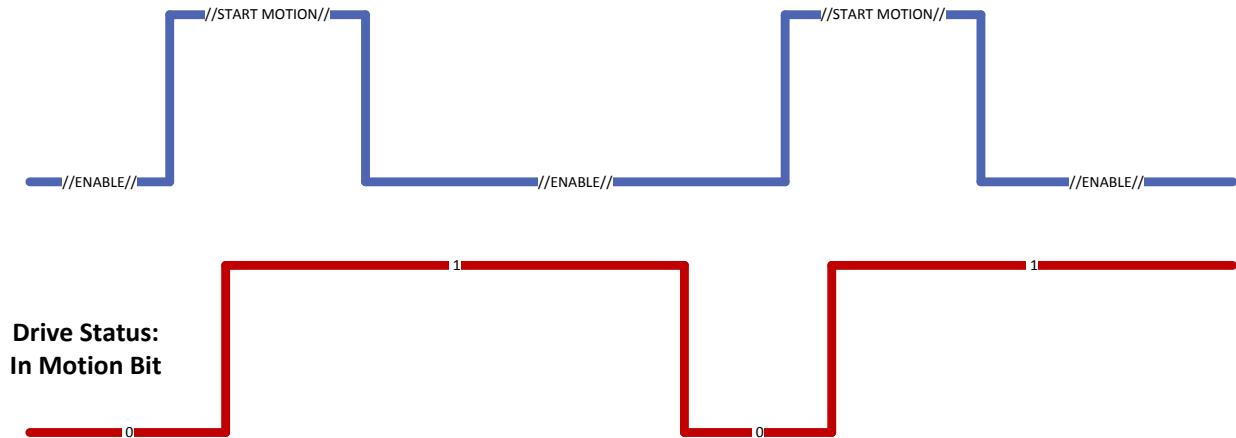 //START MOTION//
//START MOTION//
//ENABLE//
//ENABLE//
//ENABLE//
1
1
Drive Status:
In Motion Bit
0
0